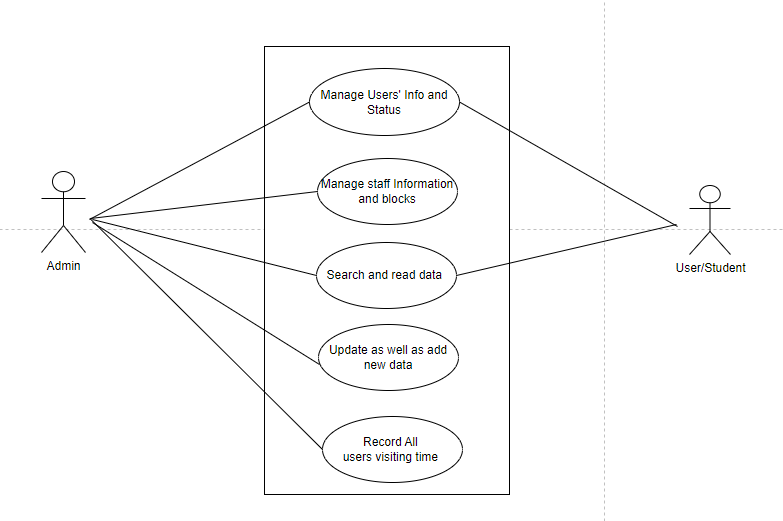 Manage Users' Info and
Status
Manage staff Information
and blocks
Search and read data
Update as well as add
new data
Record All
users visiting time
Admin
User/Student